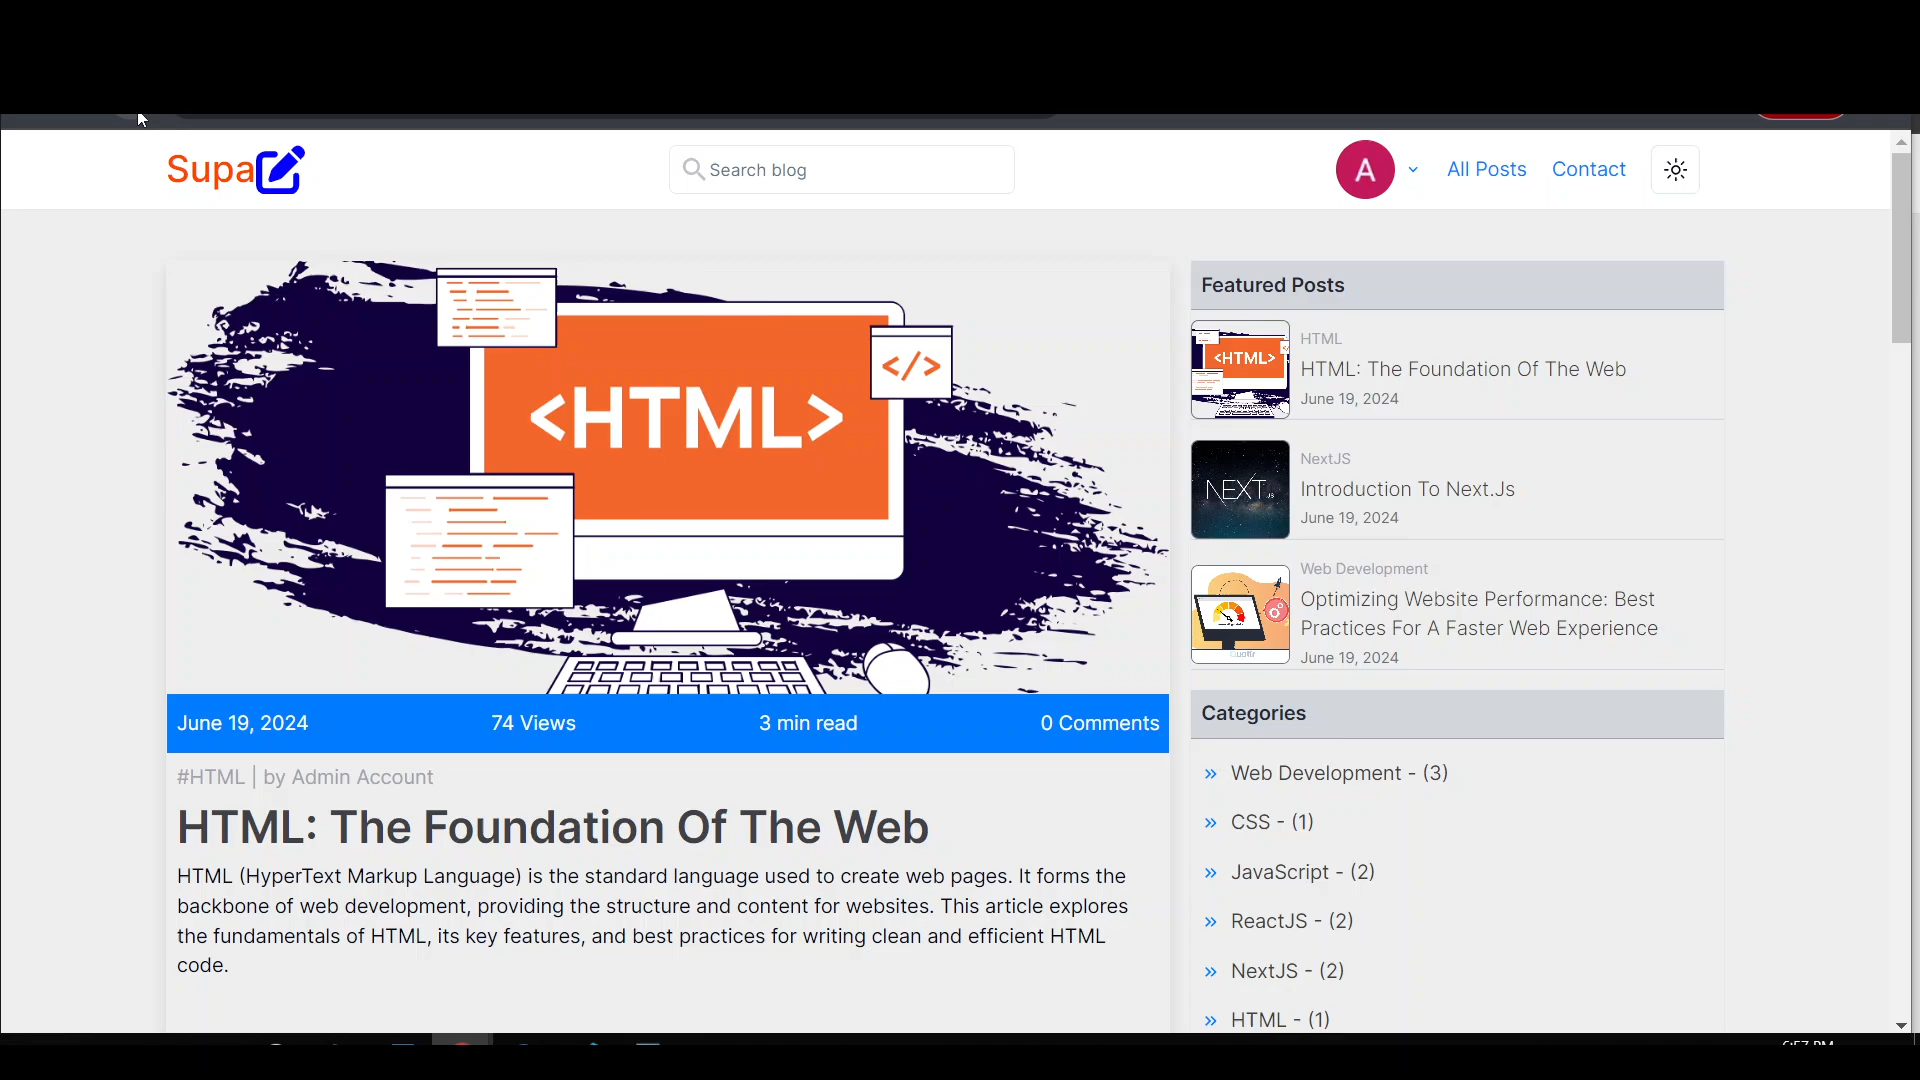 Supa
Search blog
A
All Posts
Contact
<HTML>
</>
June 19, 2024
74 Views
3 min read
0 Comments
#HTML | by Admin Account
HTML: The Foundation Of The Web
HTML (HyperText Markup Language) is the standard language used to create web pages. It forms the
backbone of web development, providing the structure and content for websites. This article explores
the fundamentals of HTML, its key features, and best practices for writing clean and efficient HTML
code.
Featured Posts
<HTML>
HTML
HTML: The Foundation Of The Web
June 19, 2024
NEXT.JS
NextJS
Introduction To Next.Js
June 19, 2024
Web Development
Optimizing Website Performance: Best
Practices For A Faster Web Experience
June 19, 2024
Categories
» Web Development - (3)
» CSS - (1)
» JavaScript - (2)
» ReactJS - (2)
» NextJS - (2)
» HTML - (1)